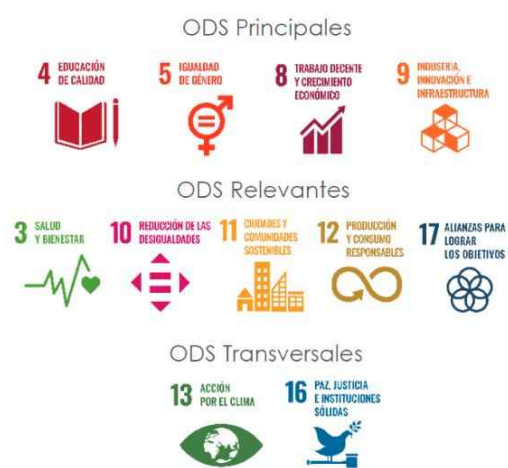 ODS Principales
4 EDUCACIÓN
DE CALIDAD
5 IGUALDAD
DE GÉNERO
8 TRABAJO DECENTE
Y CRECIMIENTO
ECONÓMICO
9 INDUSTRIA,
INNOVACIÓN E
INFRAESTRUCTURA
ODS Relevantes
3 SALUD
Y BIENESTAR
10 REDUCCIÓN DE LAS
DESIGUALDADES
11 CIUDADES Y
COMUNIDADES
SOSTENIBLES
12 PRODUCCIÓN
Y CONSUMO
RESPONSABLES
17 ALIANZAS PARA
LOGRAR
LOS OBJETIVOS
ODS Transversales
13 ACCIÓN
POR EL CLIMA
16 PAZ, JUSTICIA
E INSTITUCIONES
SÓLIDAS